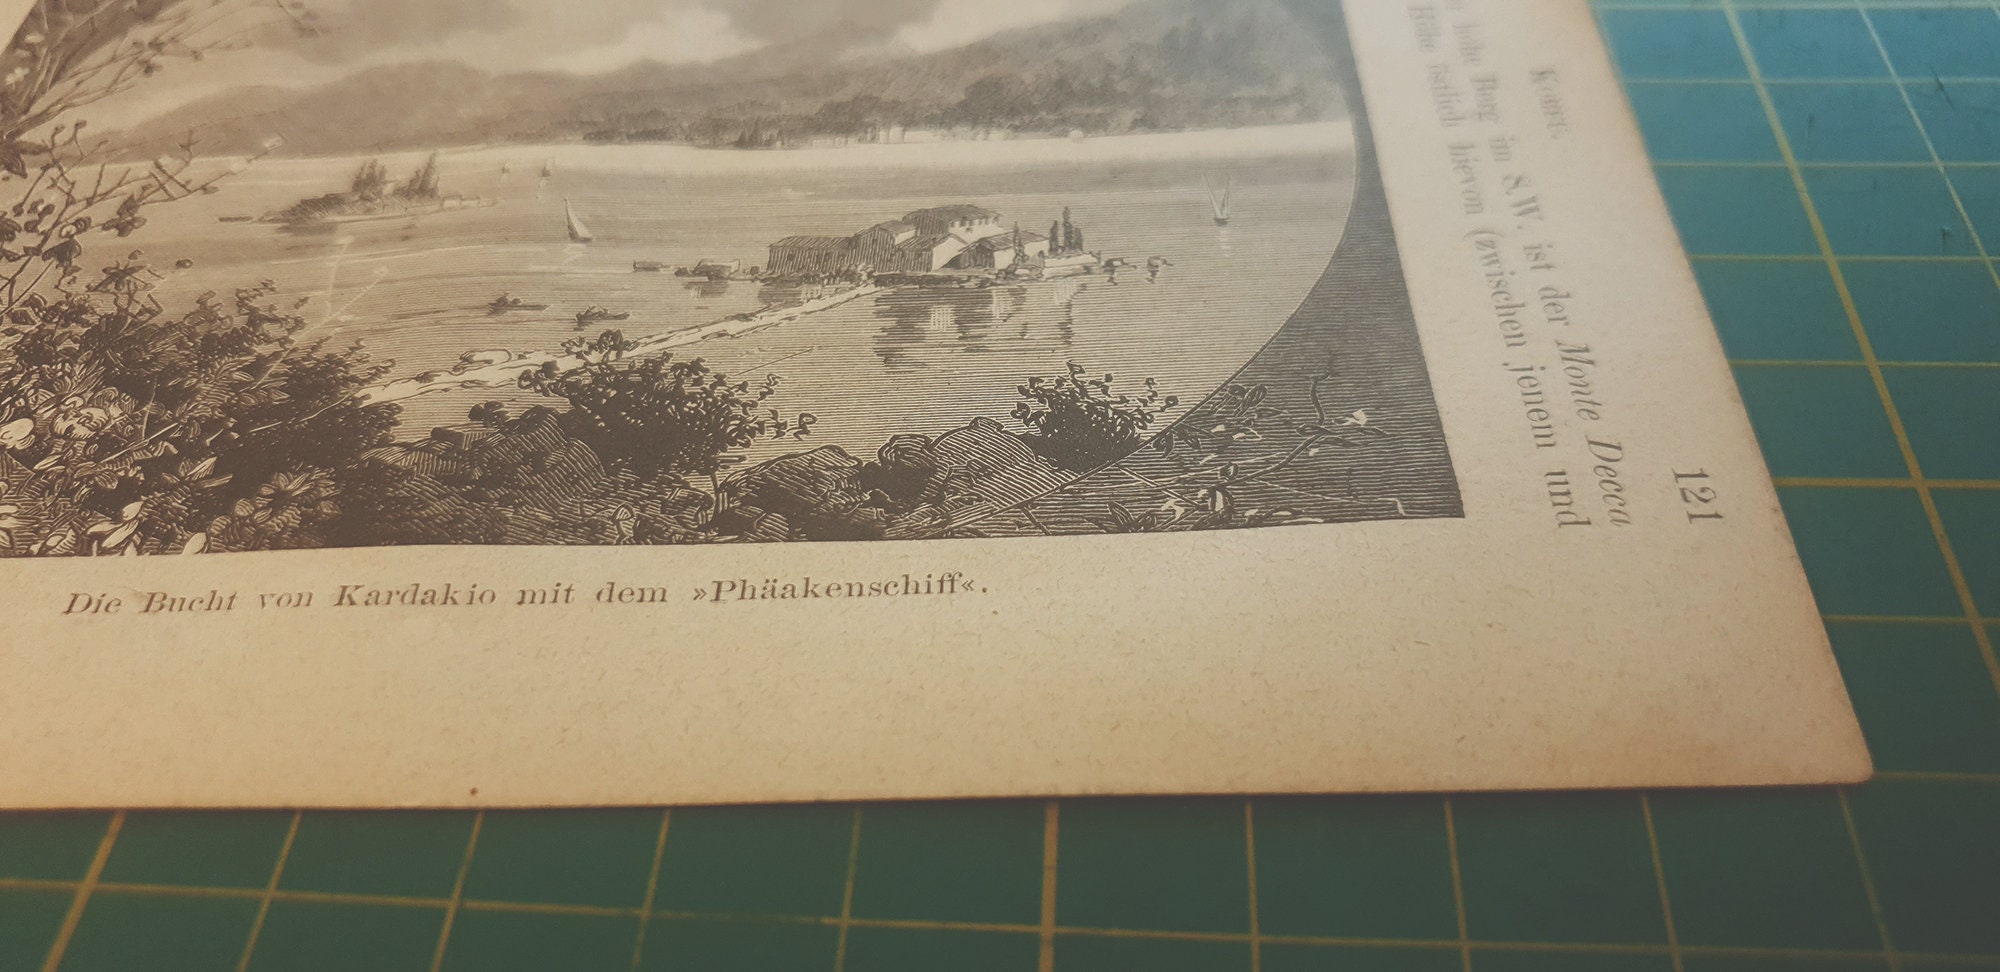 Die Bucht von Kardakio mit dem »Phäakenschiff«.
121
hohe Berg im S.W. ist der Monte Decca
Höhe östlich hievon (zwischen jenem und